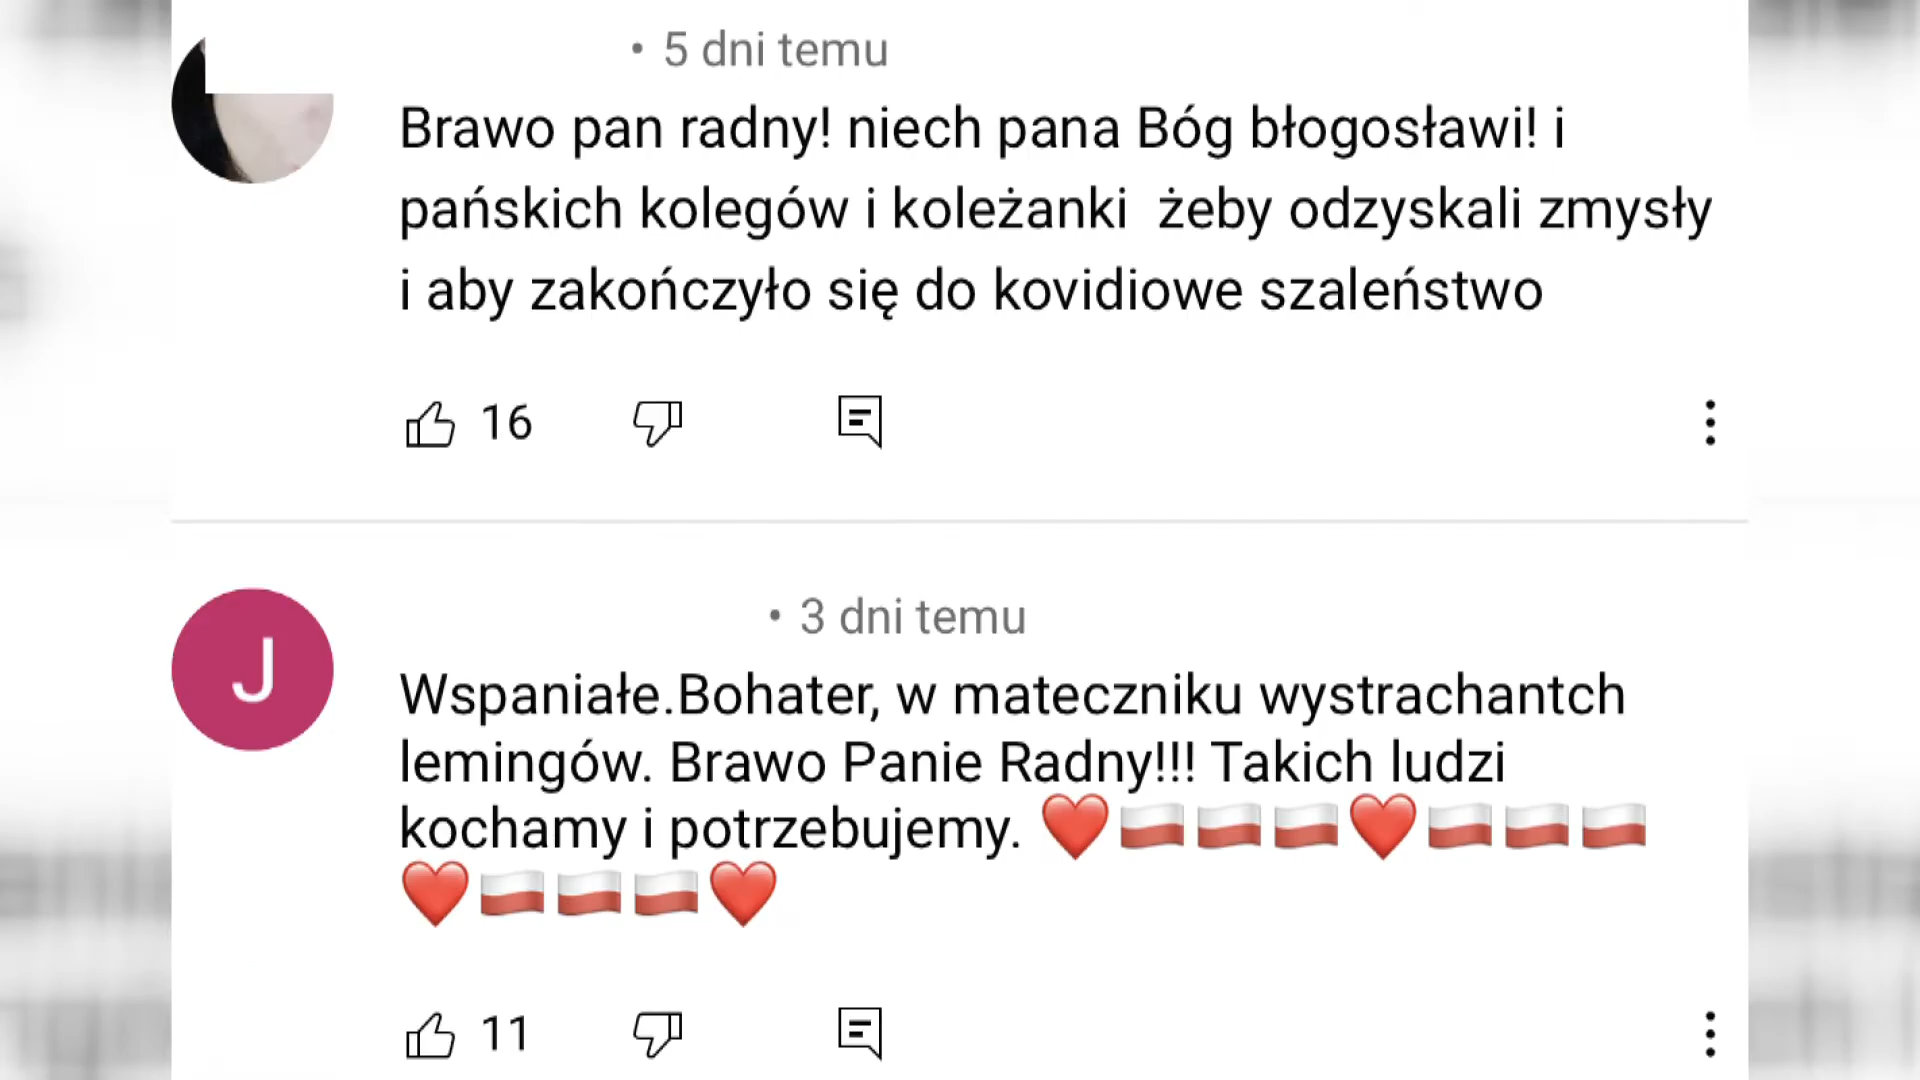 • 5 dni temu
Brawo pan radny! niech pana Bóg błogosławi! i
pańskich kolegów i koleżanki  żeby odzyskali zmysły
i aby zakończyło się do kovidiowe szaleństwo
16
J
• 3 dni temu
Wspaniałe.Bohater, w mateczniku wystrachantch
lemingów. Brawo Panie Radny!!! Takich ludzi
kochamy i potrzebujemy. ❤️🇵🇱🇵🇱🇵🇱❤️🇵🇱🇵🇱🇵🇱
❤️🇵🇱🇵🇱🇵🇱❤️
11